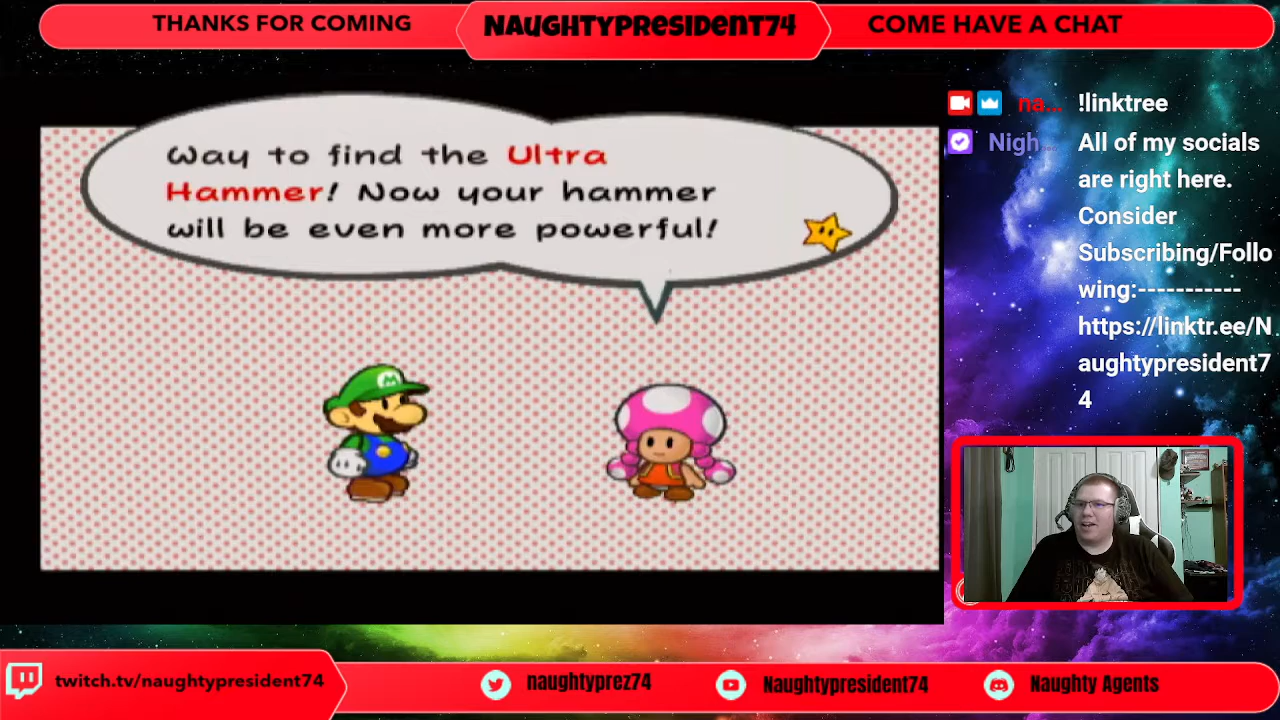 THANKS FOR COMING
NAUGHTYPRESIDENT74
COME HAVE A CHAT
Way to find the Ultra
Hammer! Now your hammer
will be even more powerful!
M
na... !linktree
Nigh... All of my socials
are right here.
Consider
Subscribing/Follo
wing:-----------
https://linktr.ee/N
aughtypresident7
4
twitch.tv/naughtypresident74
naughtyprez74
Naughtypresident74
Naughty Agents